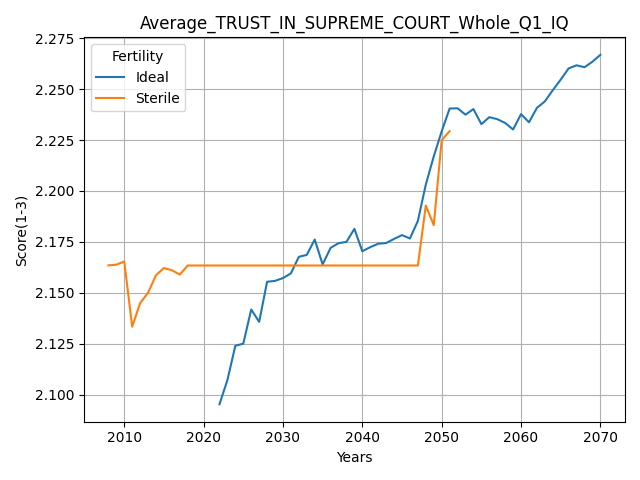 Average_TRUST_IN_SUPREME_COURT_Whole_Q1_IQ
Fertility
Ideal
Sterile
Score(1-3)
2.275
2.250
2.225
2.200
2.175
2.150
2.125
2.100
2010
2020
2030
2040
2050
2060
2070
Years